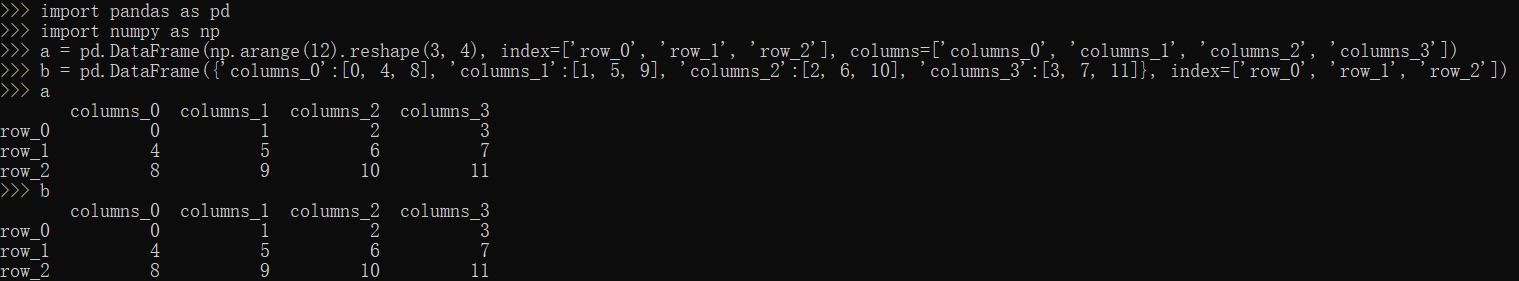 >>> import pandas as pd
>>> import numpy as np
>>> a = pd.DataFrame(np.arange(12).reshape(3, 4), index=['row_0', 'row_1', 'row_2'], columns=['columns_0', 'columns_1', 'columns_2', 'columns_3'])
>>> b = pd.DataFrame({'columns_0':[0, 4, 8], 'columns_1':[1, 5, 9], 'columns_2':[2, 6, 10], 'columns_3':[3, 7, 11]}, index=['row_0', 'row_1', 'row_2'])
>>> a
       columns_0  columns_1  columns_2  columns_3
row_0          0          1          2          3
row_1          4          5          6          7
row_2          8          9         10         11
>>> b
       columns_0  columns_1  columns_2  columns_3
row_0          0          1          2          3
row_1          4          5          6          7
row_2          8          9         10         11